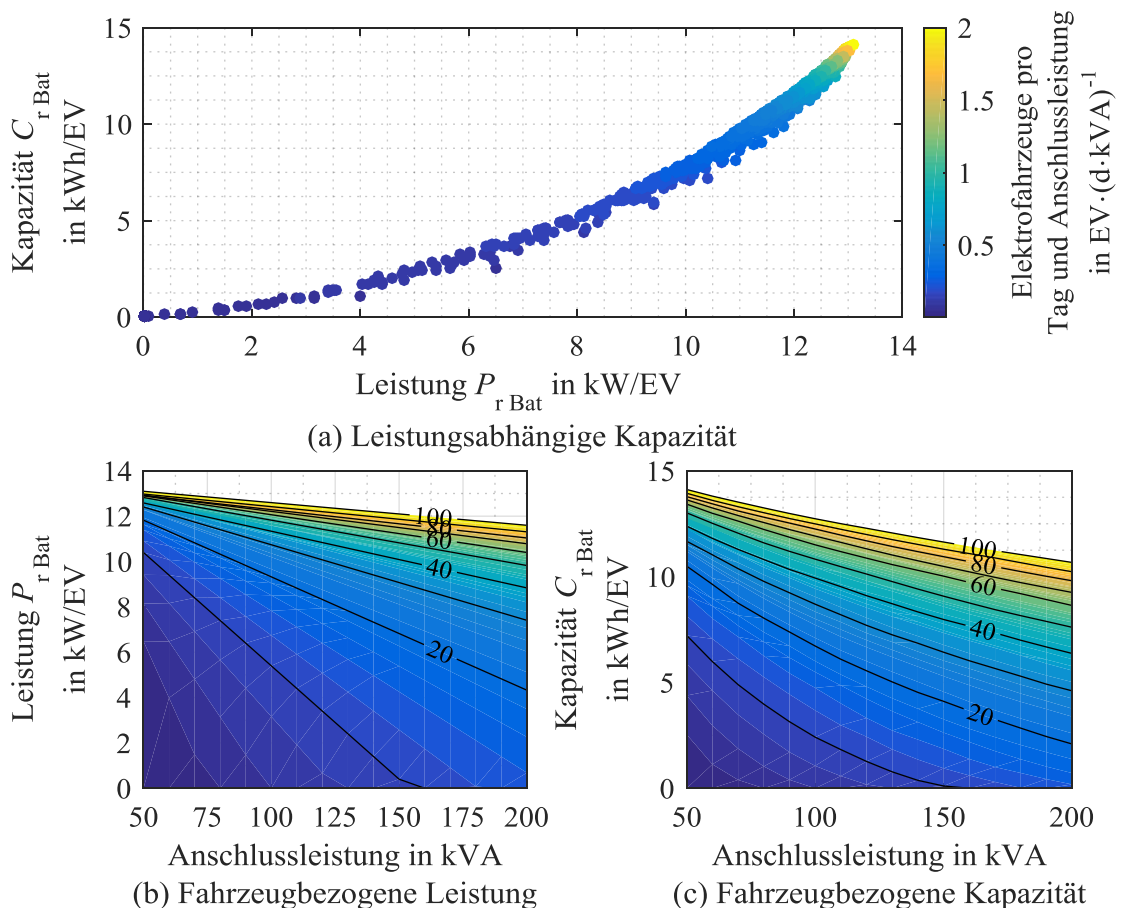 15
10
5
0
Kapazität C r Bat
in kWh/EV
0 2 4 6 8 10 12 14
Leistung P r Bat in kW/EV
2
1.5
1
0.5
Elektrofahrzeuge pro
Tag und Anschlussleistung
in EV·(d·kVA)-1
(a) Leistungsabhängige Kapazität
14
12
10
8
6
4
2
0
Leistung P r Bat
in kW/EV
100
80
60
40
20
50 75 100 125 150 175 200
Anschlussleistung in kVA
(b) Fahrzeugbezogene Leistung
15
10
5
0
Kapazität C r Bat
in kWh/EV
100
80
60
40
20
50 100 150 200
Anschlussleistung in kVA
(c) Fahrzeugbezogene Kapazität